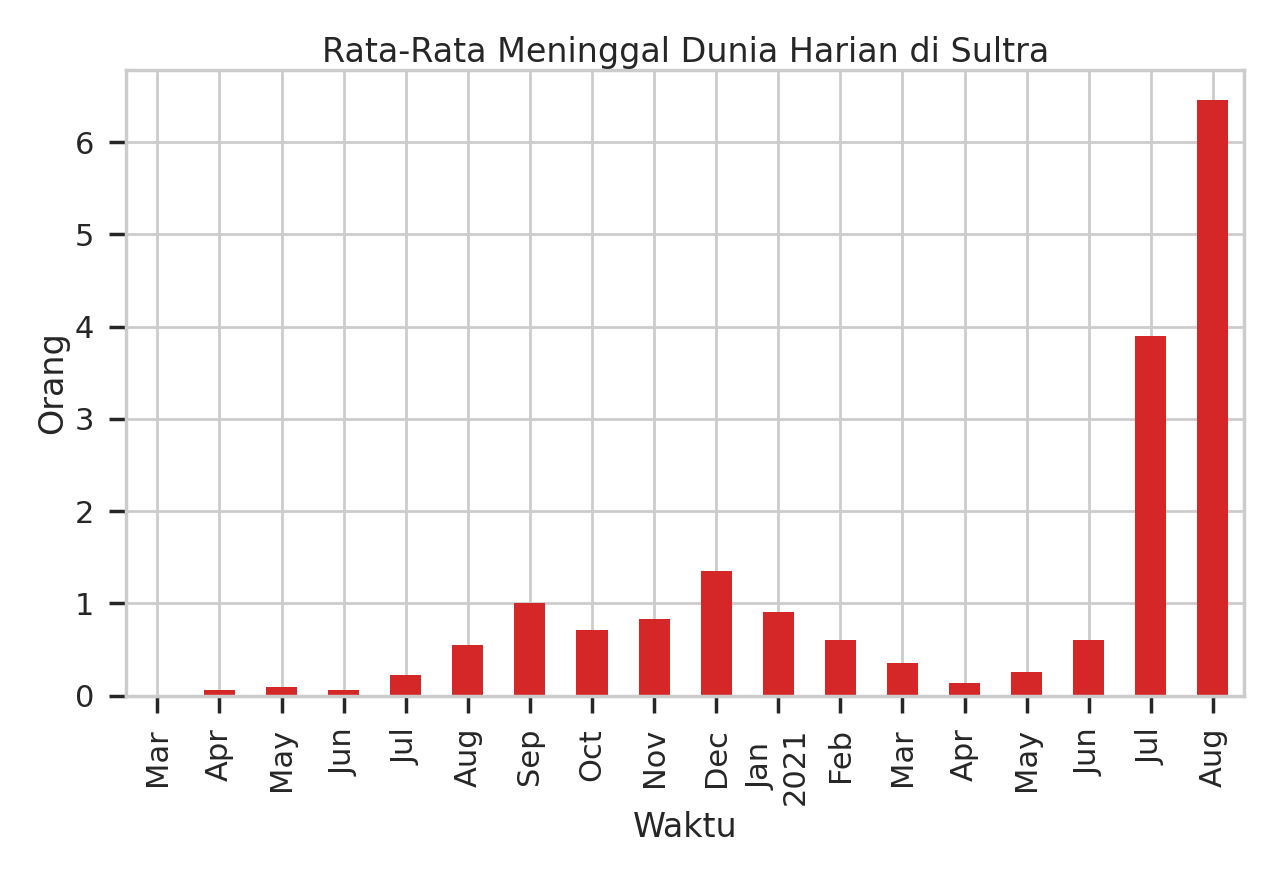 Rata-Rata Meninggal Dunia Harian di Sultra
Orang
6
5
4
3
2
1
0
Mar
Apr
May
Jun
Jul
Aug
Sep
Oct
Nov
Dec
Jan
2021
Feb
Mar
Apr
May
Jun
Jul
Aug
Waktu